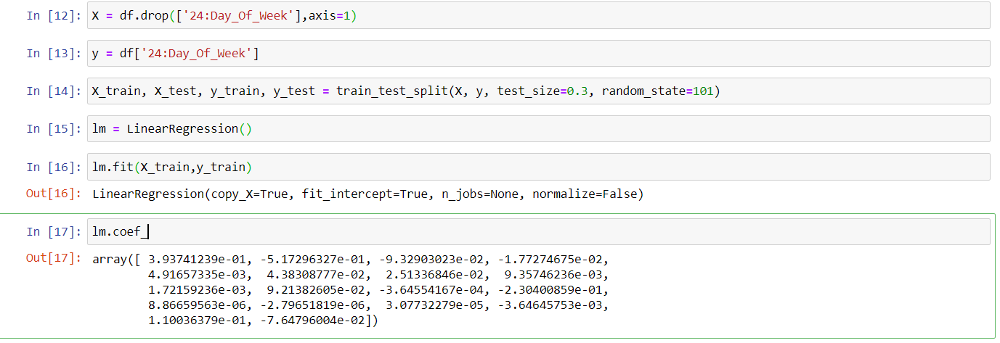 In [12]: X = df.drop(['24:Day_Of_Week'],axis=1)
In [13]: y = df['24:Day_Of_Week']
In [14]: X_train, X_test, y_train, y_test = train_test_split(X, y, test_size=0.3, random_state=101)
In [15]: lm = LinearRegression()
In [16]: lm.fit(X_train,y_train)
Out[16]: LinearRegression(copy_X=True, fit_intercept=True, n_jobs=None, normalize=False)
In [17]: lm.coef_
Out[17]: array([ 3.93741239e-01, -5.17296327e-01, -9.32903023e-02, -1.77274675e-02,
4.91657335e-03, 4.38308777e-02, 2.51336846e-02, 9.35746236e-03,
1.72159236e-03, 9.21382605e-02, -3.64554167e-04, -2.30400859e-01,
8.86659563e-06, -2.79651819e-06, 3.07732279e-05, -3.64645753e-03,
1.10036379e-01, -7.64796004e-02])